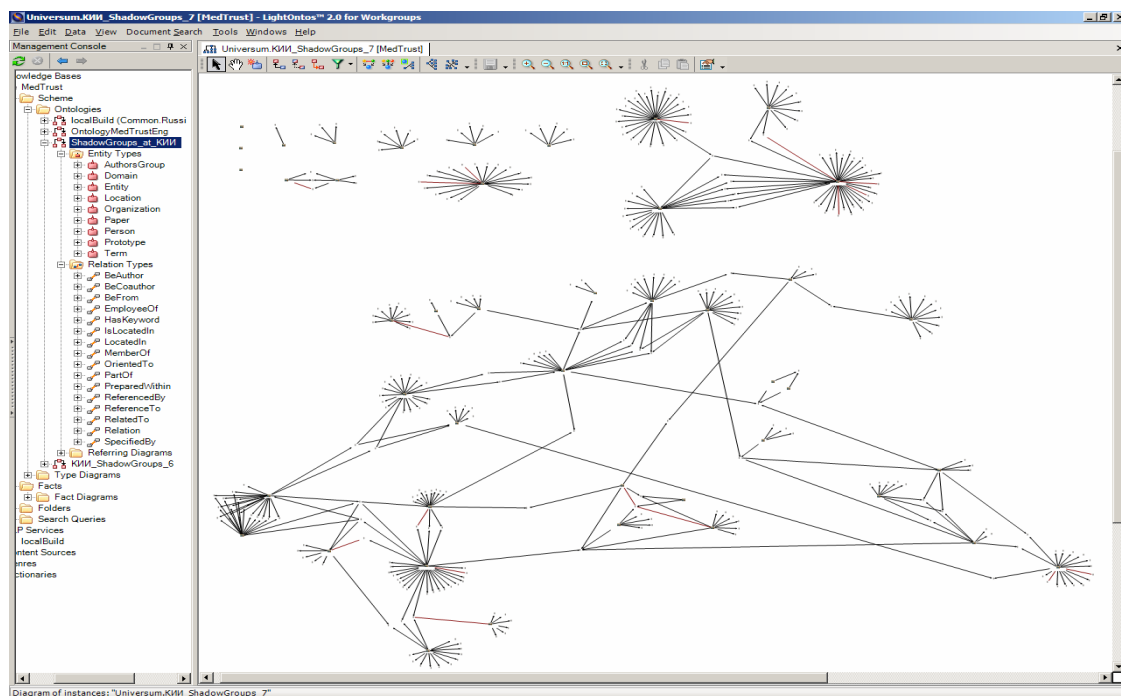 Universum.КИИ_ShadowGroups_7 [MedTrust] - LightOntos™ 2.0 for Workgroups
File Edit Data View Document Search Tools Windows Help
Management Console
Universum.КИИ_ShadowGroups_7 [MedTrust]
owledge Bases
MedTrust
Scheme
Ontologies
localBuild (Common.Russi
OntologyMedTrustEng
ShadowGroups_at_КИИ
Entity Types
AuthorsGroup
Domain
Entity
Location
Organization
Paper
Person
Prototype
Term
Relation Types
BeAuthor
BeCoauthor
BeFrom
EmployeeOf
HasKeyword
IsLocatedIn
LocatedIn
MemberOf
OrientedTo
PartOf
PreparedWithin
ReferencedBy
ReferenceTo
RelatedTo
Relation
SpecifiedBy
Referring Diagrams
КИИ_ShadowGroups_6
Type Diagrams
Facts
Fact Diagrams
Folders
Search Queries
P Services
localBuild
ntent Sources
enres
ctionaries
Diagram of instances: "Universum.КИИ_ShadowGroups_7"